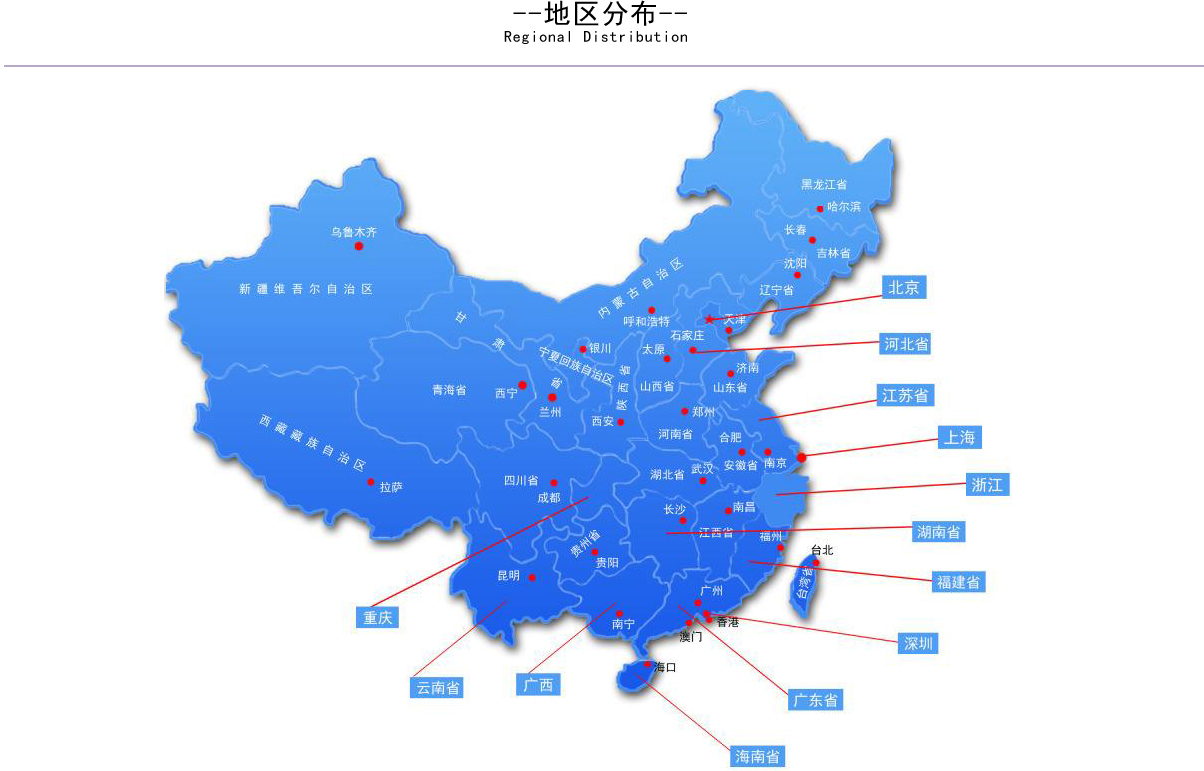 --地区分布--
Regional Distribution
黑龙江省
哈尔滨
长春
吉林省
沈阳
辽宁省
北京
乌鲁木齐
新疆维吾尔自治区
内蒙古自治区
呼和浩特
天津
石家庄
河北省
甘肃省
宁夏回族自治区
银川
太原
山西省
陕西省
济南
山东省
青海省
西宁
兰州
西安
郑州
河南省
江苏省
西藏藏族自治区
拉萨
合肥
安徽省
南京
上海
四川省
成都
湖北省
武汉
浙江
长沙
南昌
江西省
湖南省
福州
台北
台湾省
贵州省
贵阳
昆明
福建省
重庆
广州
南宁
香港
澳门
深圳
海口
云南省
广西
广东省
海南省